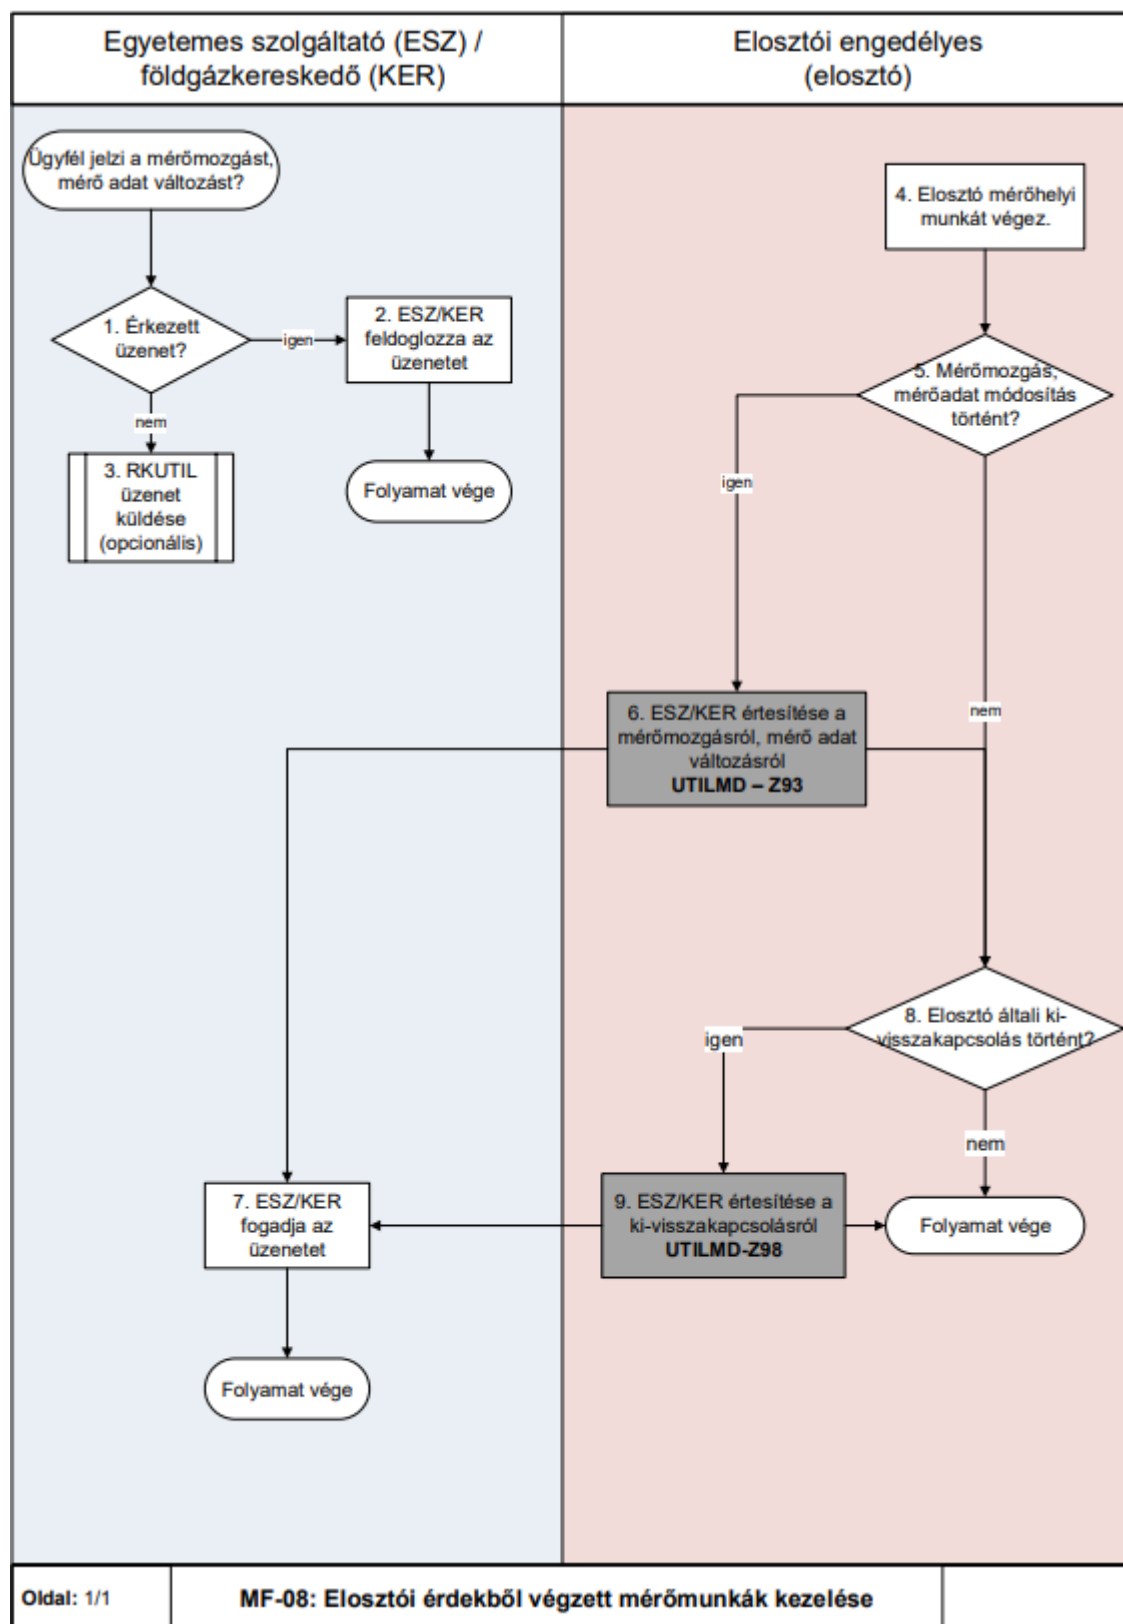 Egyetemes szolgáltató (ESZ) /
földgázkereskedő (KER)
Elosztói engedélyes
(elosztó)
Ügyfél jelzi a mérőmozgást,
mérő adat változást?
4. Elosztó mérőhelyi
munkát végez.
1. Érkezett
üzenet?
igen
2. ESZ/KER
feldoglozza az
üzenetet
5. Mérőmozgás,
mérőadat módosítás
történt?
nem
3. RKUTIL
üzenet
küldése
(opcionális)
Folyamat vége
igen
6. ESZ/KER értesítése a
mérőmozgásról, mérő adat
változásról
UTILMD – Z93
nem
8. Elosztó általi ki-
visszakapcsolás történt?
igen
nem
7. ESZ/KER
fogadja az
üzenetet
9. ESZ/KER értesítése a
ki-visszakapcsolásról
UTILMD-Z98
Folyamat vége
Folyamat vége
Oldal: 1/1
MF-08: Elosztói érdekből végzett mérőmunkák kezelése